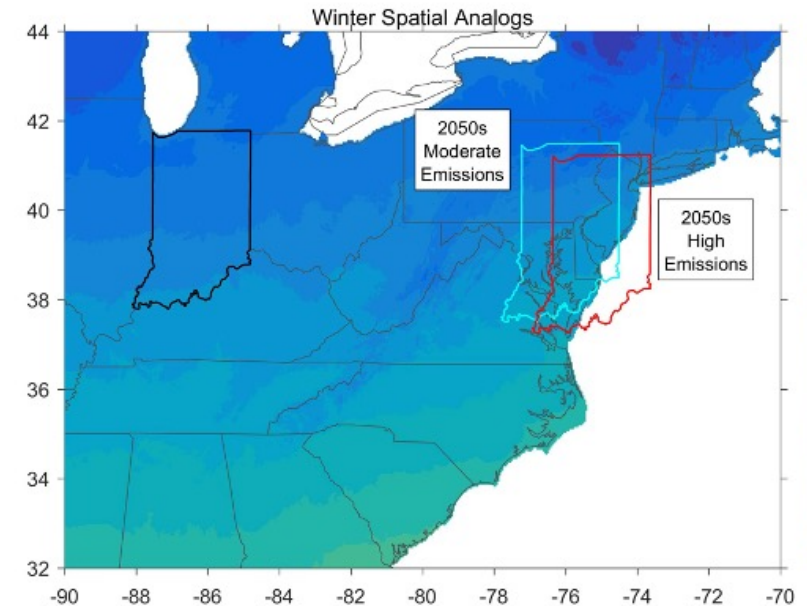 Winter Spatial Analogs
44
42
40
38
36
34
32
2050s
Moderate
Emissions
2050s
High
Emissions
-90
-88
-86
-84
-82
-80
-78
-76
-74
-72
-70